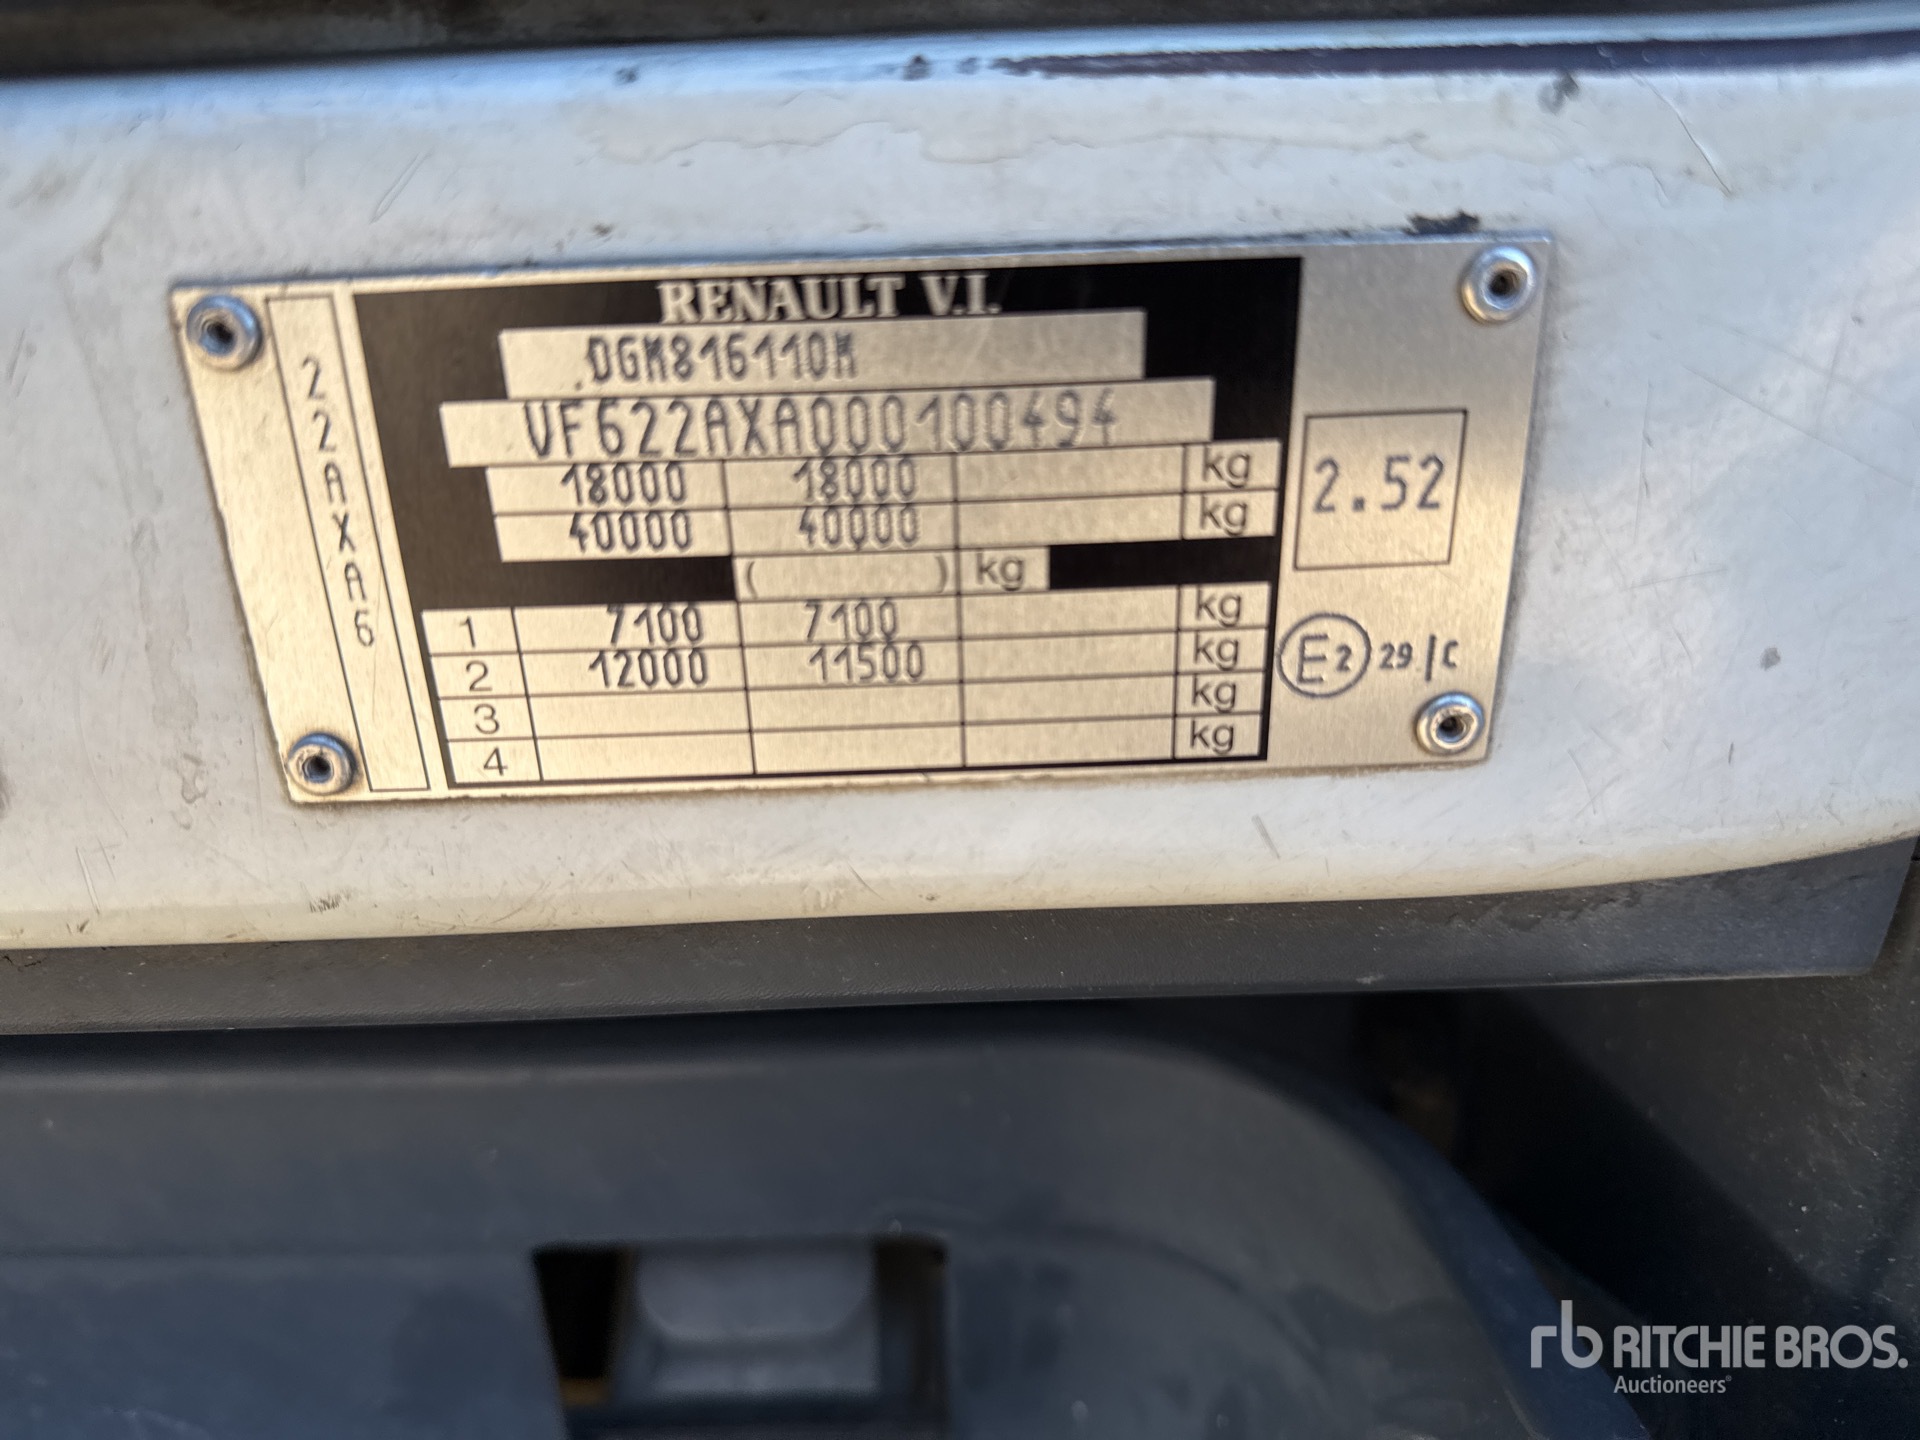 RENAULT V.I.
DGM816110M
VF622AXA000100494
18000 18000 kg
40000 40000 kg
( ) kg
1 7100 7100 kg
2 12000 11500 kg
3 kg
4 kg
22AXA6
2.52
E2 29/C
rb RITCHIE BROS.
Auctioneers®